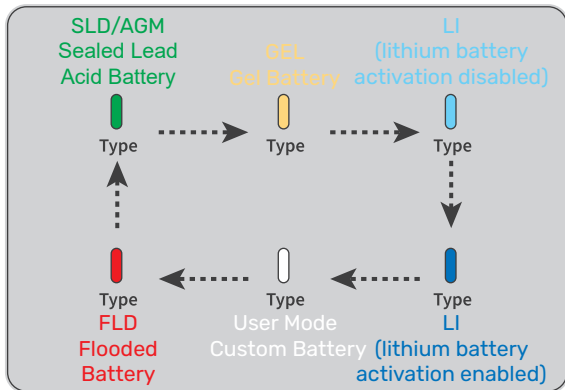 SLD/AGM
Sealed Lead
Acid Battery
Type
GEL
Gel Battery
Type
LI
(lithium battery
activation disabled)
Type
Type
FLD
Flooded
Battery
Type
User Mode
Custom Battery
Type
LI
(lithium battery
activation enabled)